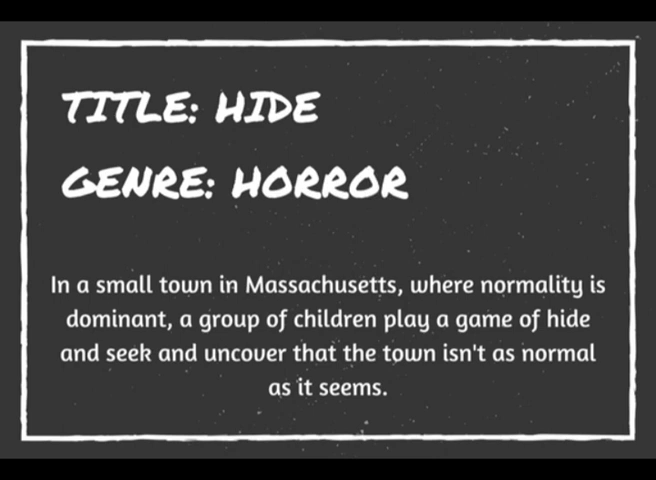 TITLE: HIDE
GENRE: HORROR
In a small town in Massachusetts, where normality is
dominant, a group of children play a game of hide
and seek and uncover that the town isn't as normal
as it seems.